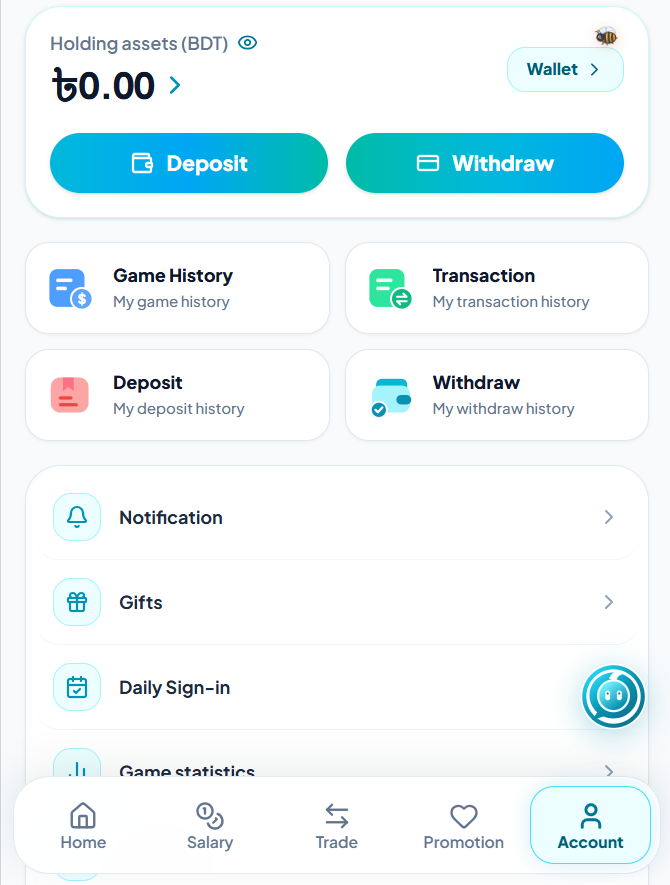 Holding assets (BDT)
৳0.00
Wallet
Deposit
Withdraw
Game History
My game history
Transaction
My transaction history
Deposit
My deposit history
Withdraw
My withdraw history
Notification
Gifts
Daily Sign-in
Game statistics
Home
Salary
Trade
Promotion
Account